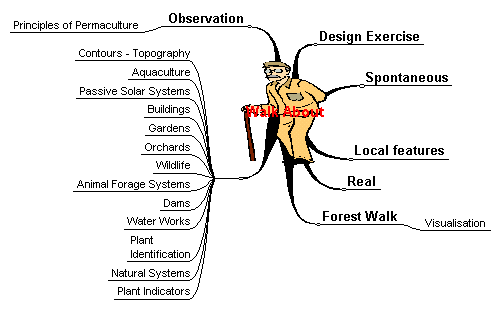 Principles of Permaculture
Observation
Contours - Topography
Aquaculture
Passive Solar Systems
Buildings
Gardens
Orchards
Wildlife
Animal Forage Systems
Dams
Water Works
Plant
Identification
Natural Systems
Plant Indicators
Walk About
Design Exercise
Spontaneous
Local features
Real
Forest Walk
Visualisation